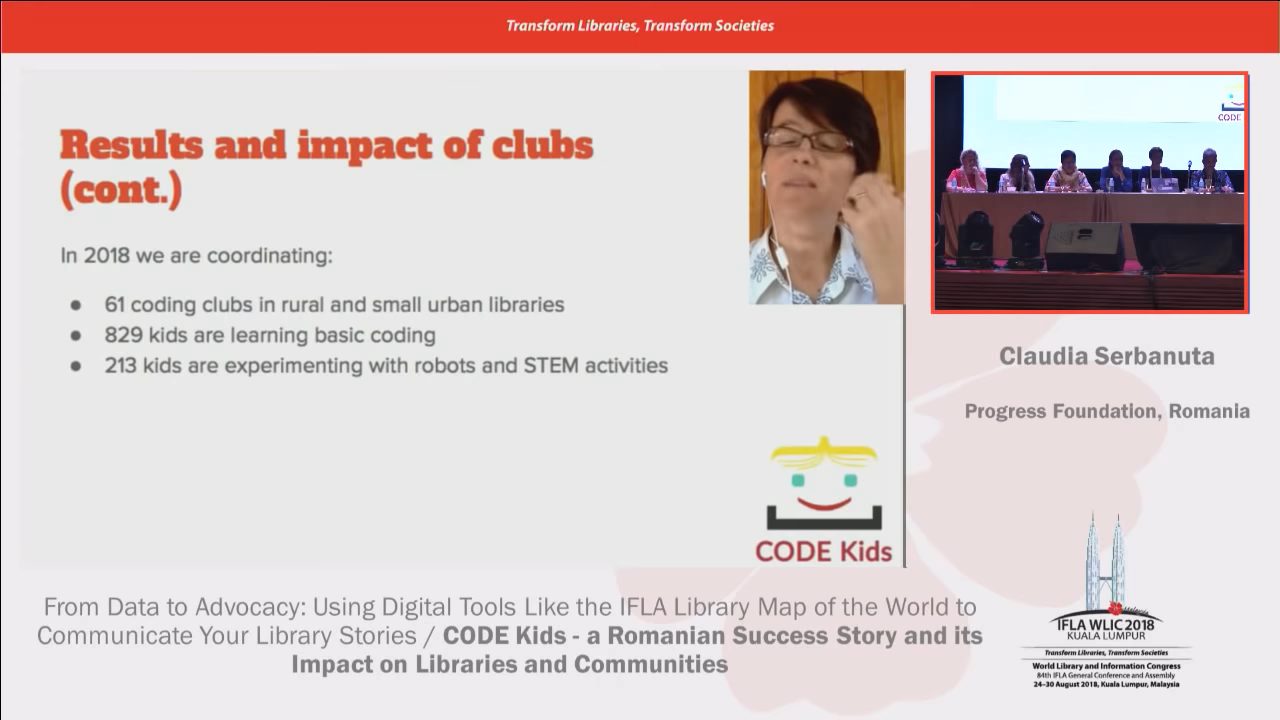 Transform Libraries, Transform Societies
Results and impact of clubs
(cont.)
In 2018 we are coordinating:
● 61 coding clubs in rural and small urban libraries
● 829 kids are learning basic coding
● 213 kids are experimenting with robots and STEM activities
CODE Kids
CODE
Claudia Serbanuta
Progress Foundation, Romania
From Data to Advocacy: Using Digital Tools Like the IFLA Library Map of the World to
Communicate Your Library Stories / CODE Kids - a Romanian Success Story and its
Impact on Libraries and Communities
Malaysia
IFLA WLIC 2018
KUALA LUMPUR
Transform Libraries, Transform Societies
World Library and Information Congress
84th IFLA General Conference and Assembly
24–30 August 2018, Kuala Lumpur, Malaysia